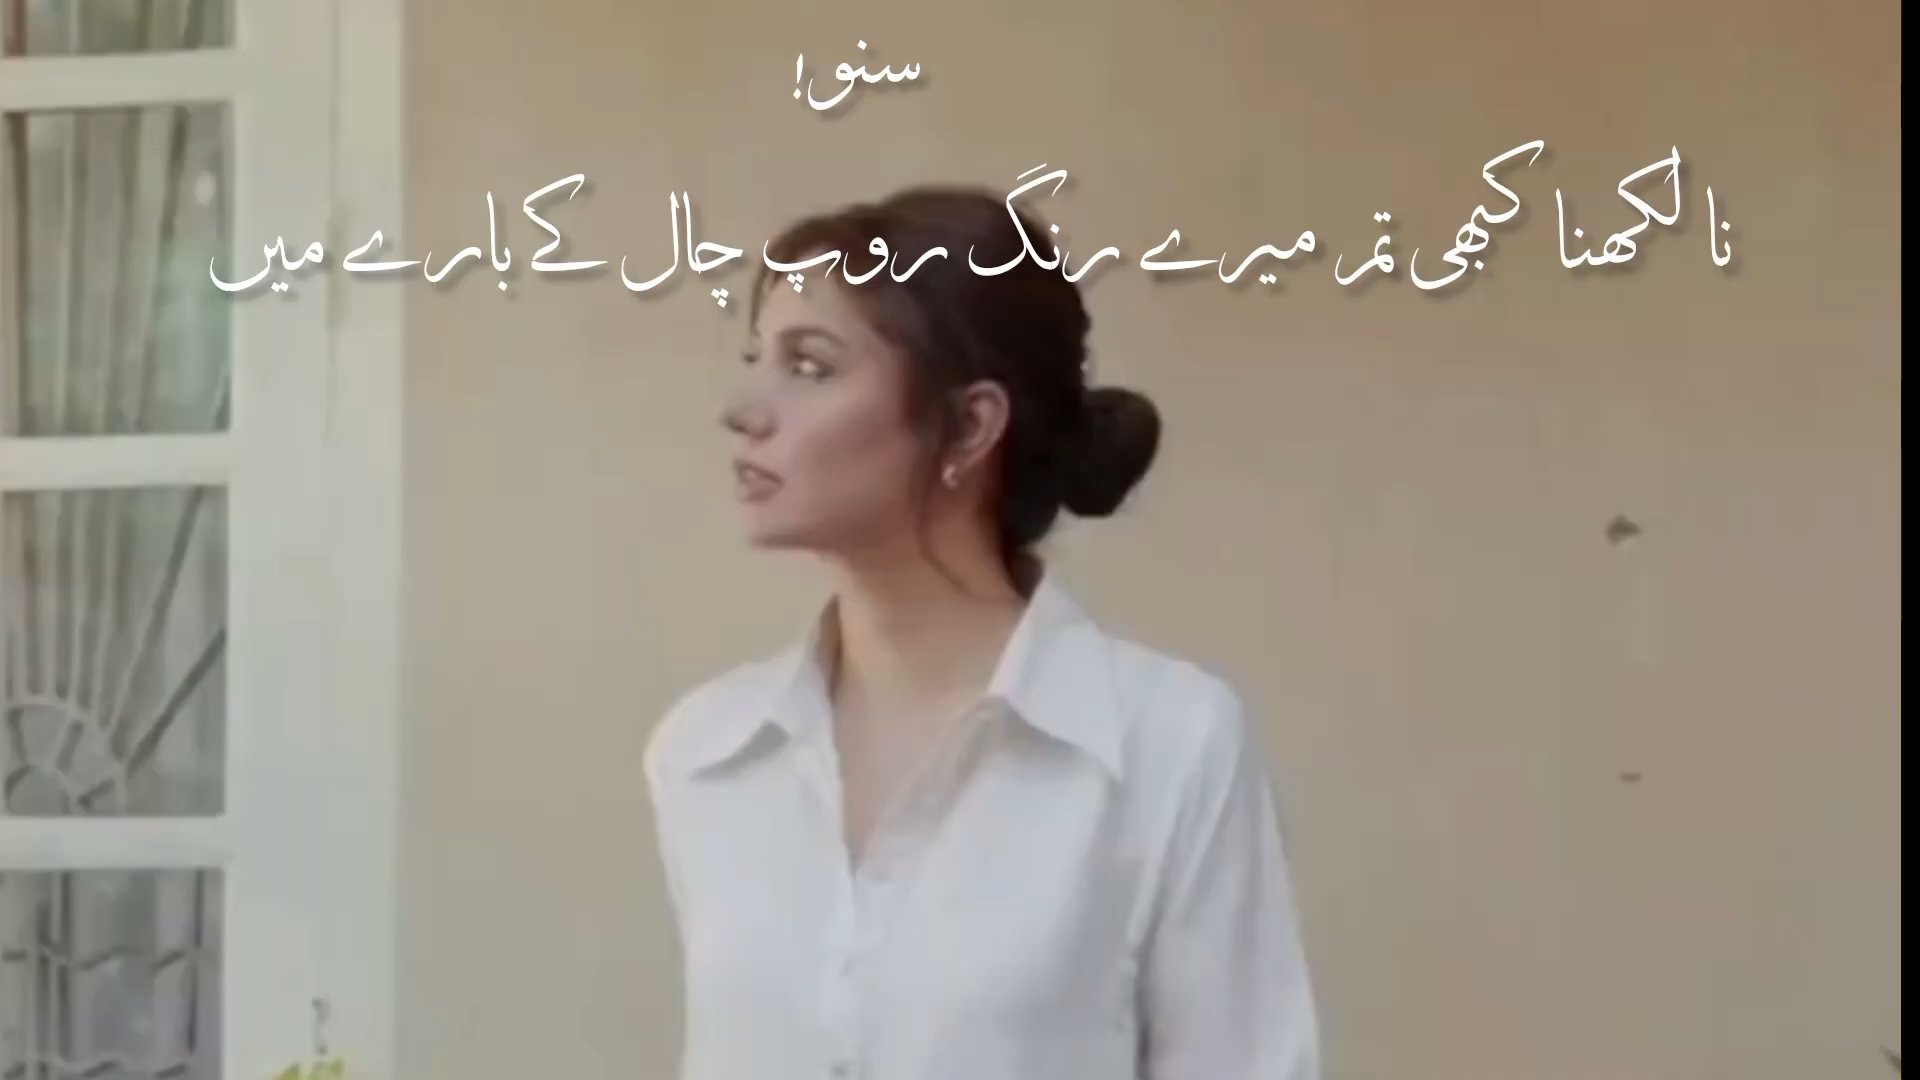 سنو!
نا لکھنا کبھی تم میرے رنگ روپ چال کے بارے میں